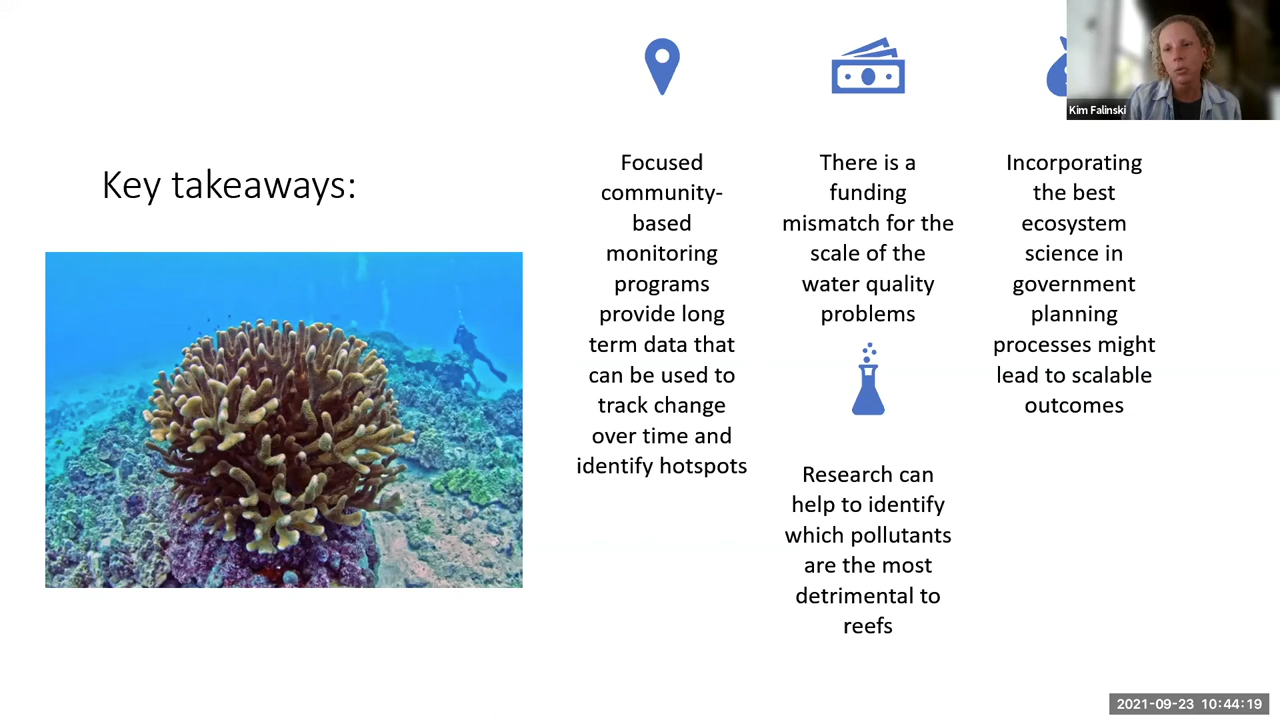 Key takeaways:
Focused
community-
based
monitoring
programs
provide long
term data that
can be used to
track change
over time and
identify hotspots
There is a
funding
mismatch for the
scale of the
water quality
problems
Research can
help to identify
which pollutants
are the most
detrimental to
reefs
Incorporating
the best
ecosystem
science in
government
planning
processes might
lead to scalable
outcomes
Kim Falinski
2021-09-23 10:44:19